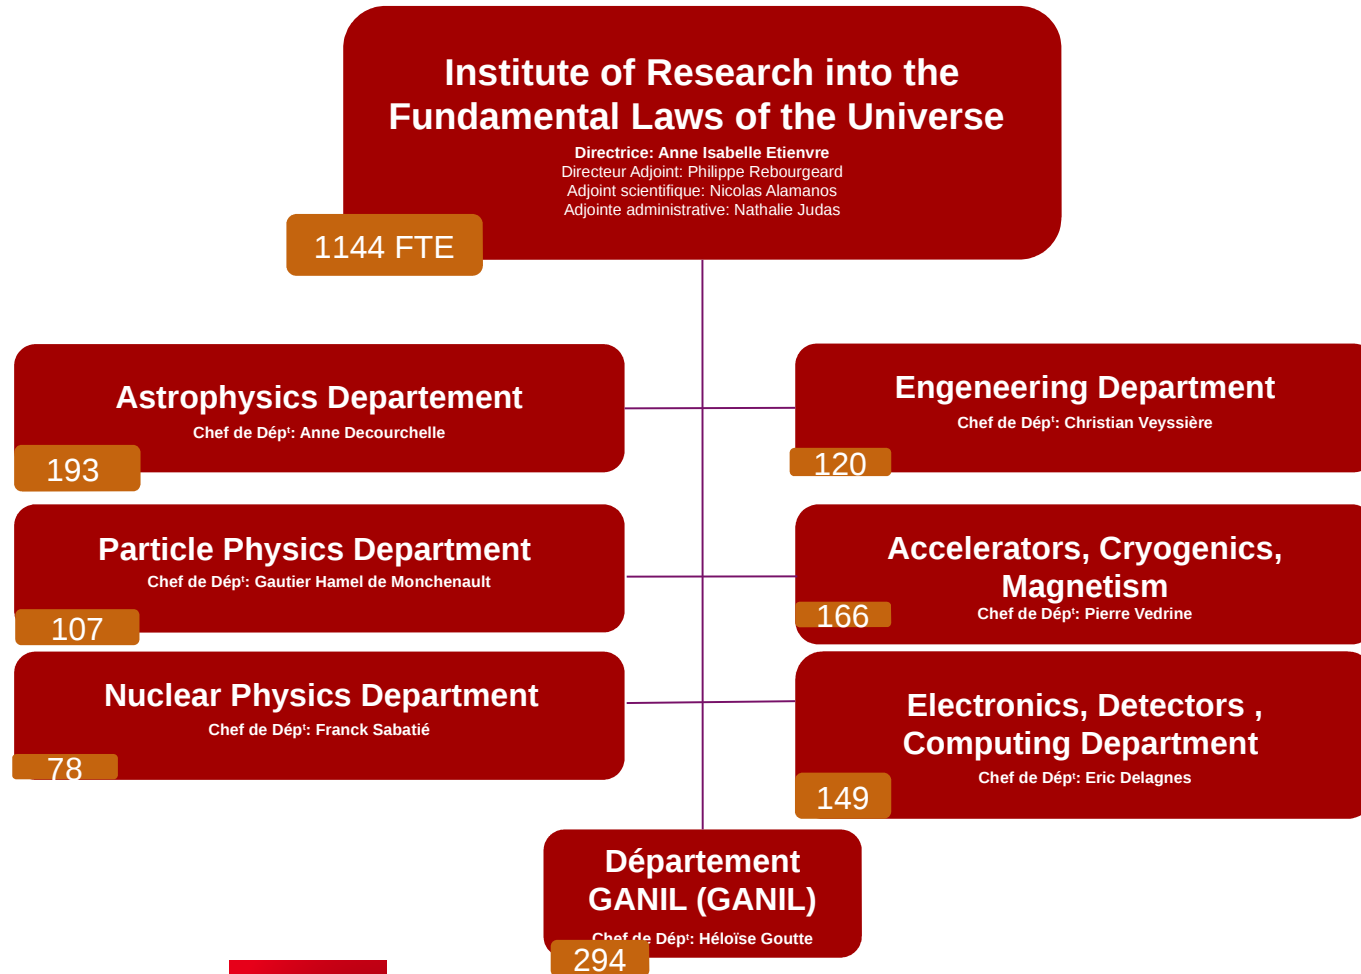 Institute of Research into the
Fundamental Laws of the Universe
Directrice: Anne Isabelle Etienvre
Directeur Adjoint: Philippe Rebourgeard
Adjoint scientifique: Nicolas Alamanos
Adjointe administrative: Nathalie Judas
1144 FTE
Astrophysics Departement
Chef de Dépᵗ: Anne Decourchelle
193
Engeneering Department
Chef de Dépᵗ: Christian Veyssière
120
Particle Physics Department
Chef de Dépᵗ: Gautier Hamel de Monchenault
107
Accelerators, Cryogenics,
Magnetism
Chef de Dépᵗ: Pierre Vedrine
166
Nuclear Physics Department
Chef de Dépᵗ: Franck Sabatié
78
Electronics, Detectors ,
Computing Department
Chef de Dépᵗ: Eric Delagnes
149
Département
GANIL (GANIL)
Chef de Dépᵗ: Héloïse Goutte
294